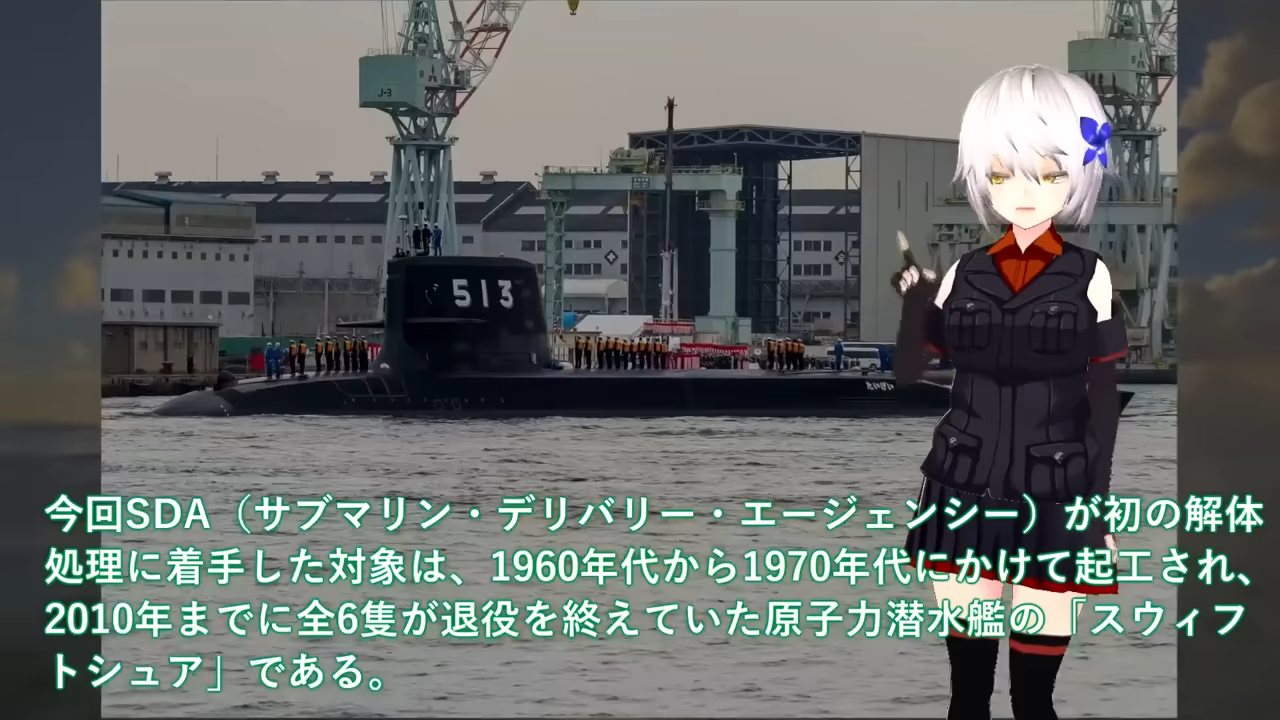 J-3
513
たいげい
今回SDA（サブマリン・デリバリー・エージェンシー）が初の解体
処理に着手した対象は、1960年代から1970年代にかけて起工され、
2010年までに全6隻が退役を終えていた原子力潜水艦の「スウィフ
トシュア」である。